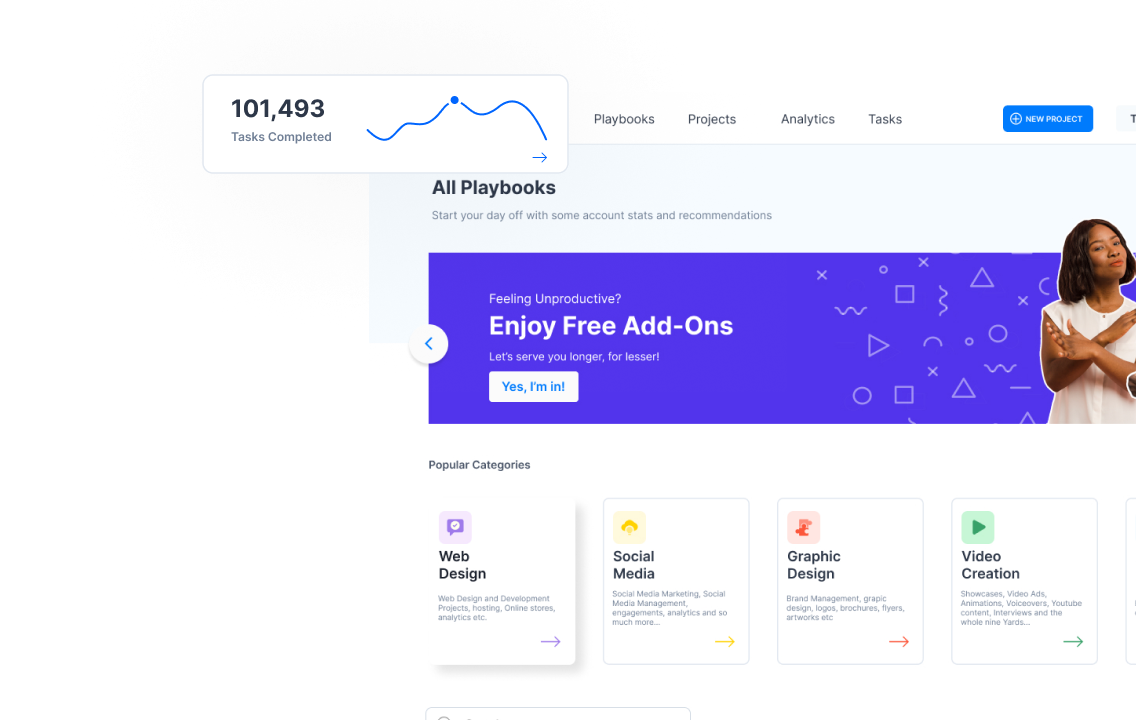 101,493
Tasks Completed
Playbooks
Projects
Analytics
Tasks
NEW PROJECT
All Playbooks
Start your day off with some account stats and recommendations
Feeling Unproductive?
Enjoy Free Add-Ons
Let's serve you longer, for lesser!
Yes, I'm in!
Popular Categories
Web
Design
Web Design and Development
Projects, hosting, Online stores,
analytics etc.
Social
Media
Social Media Marketing, Social
Media Management,
engagements, analytics and so
much more...
Graphic
Design
Brand Management, grapic
design, logos, brochures, flyers,
artworks etc
Video
Creation
Showcases, Video Ads,
Animations, Voiceovers, Youtube
content, Interviews and the
whole nine Yards...